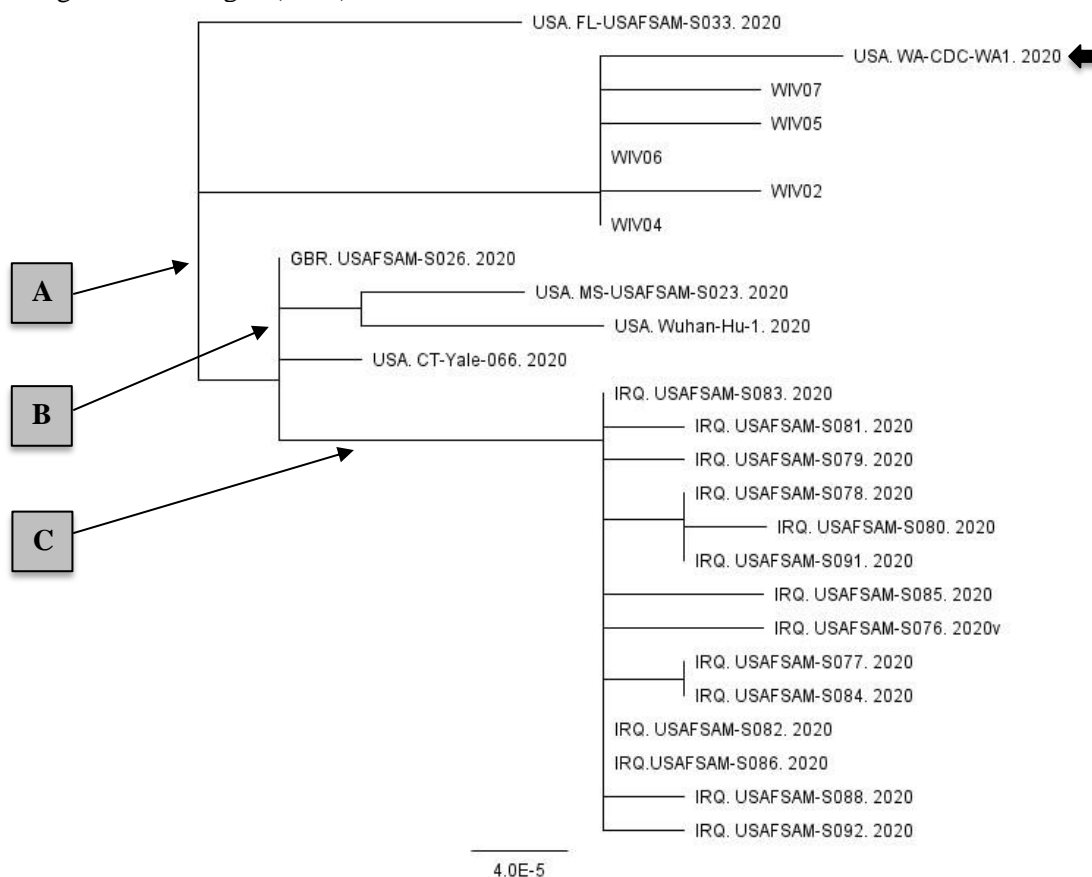 USA. FL-USAFSAM-S033. 2020
USA. WA-CDC-WA1. 2020
WIV07
WIV05
WIV06
WIV02
WIV04
GBR. USAFSAM-S026. 2020
A
USA. MS-USAFSAM-S023. 2020
USA. Wuhan-Hu-1. 2020
USA. CT-Yale-066. 2020
IRQ. USAFSAM-S083. 2020
B
IRQ. USAFSAM-S081. 2020
IRQ. USAFSAM-S079. 2020
IRQ. USAFSAM-S078. 2020
IRQ. USAFSAM-S080. 2020
C
IRQ. USAFSAM-S091. 2020
IRQ. USAFSAM-S085. 2020
IRQ. USAFSAM-S076. 2020v
IRQ. USAFSAM-S077. 2020
IRQ. USAFSAM-S084. 2020
IRQ. USAFSAM-S082. 2020
IRQ.USAFSAM-S086. 2020
IRQ. USAFSAM-S088. 2020
IRQ. USAFSAM-S092. 2020
4.0E-5